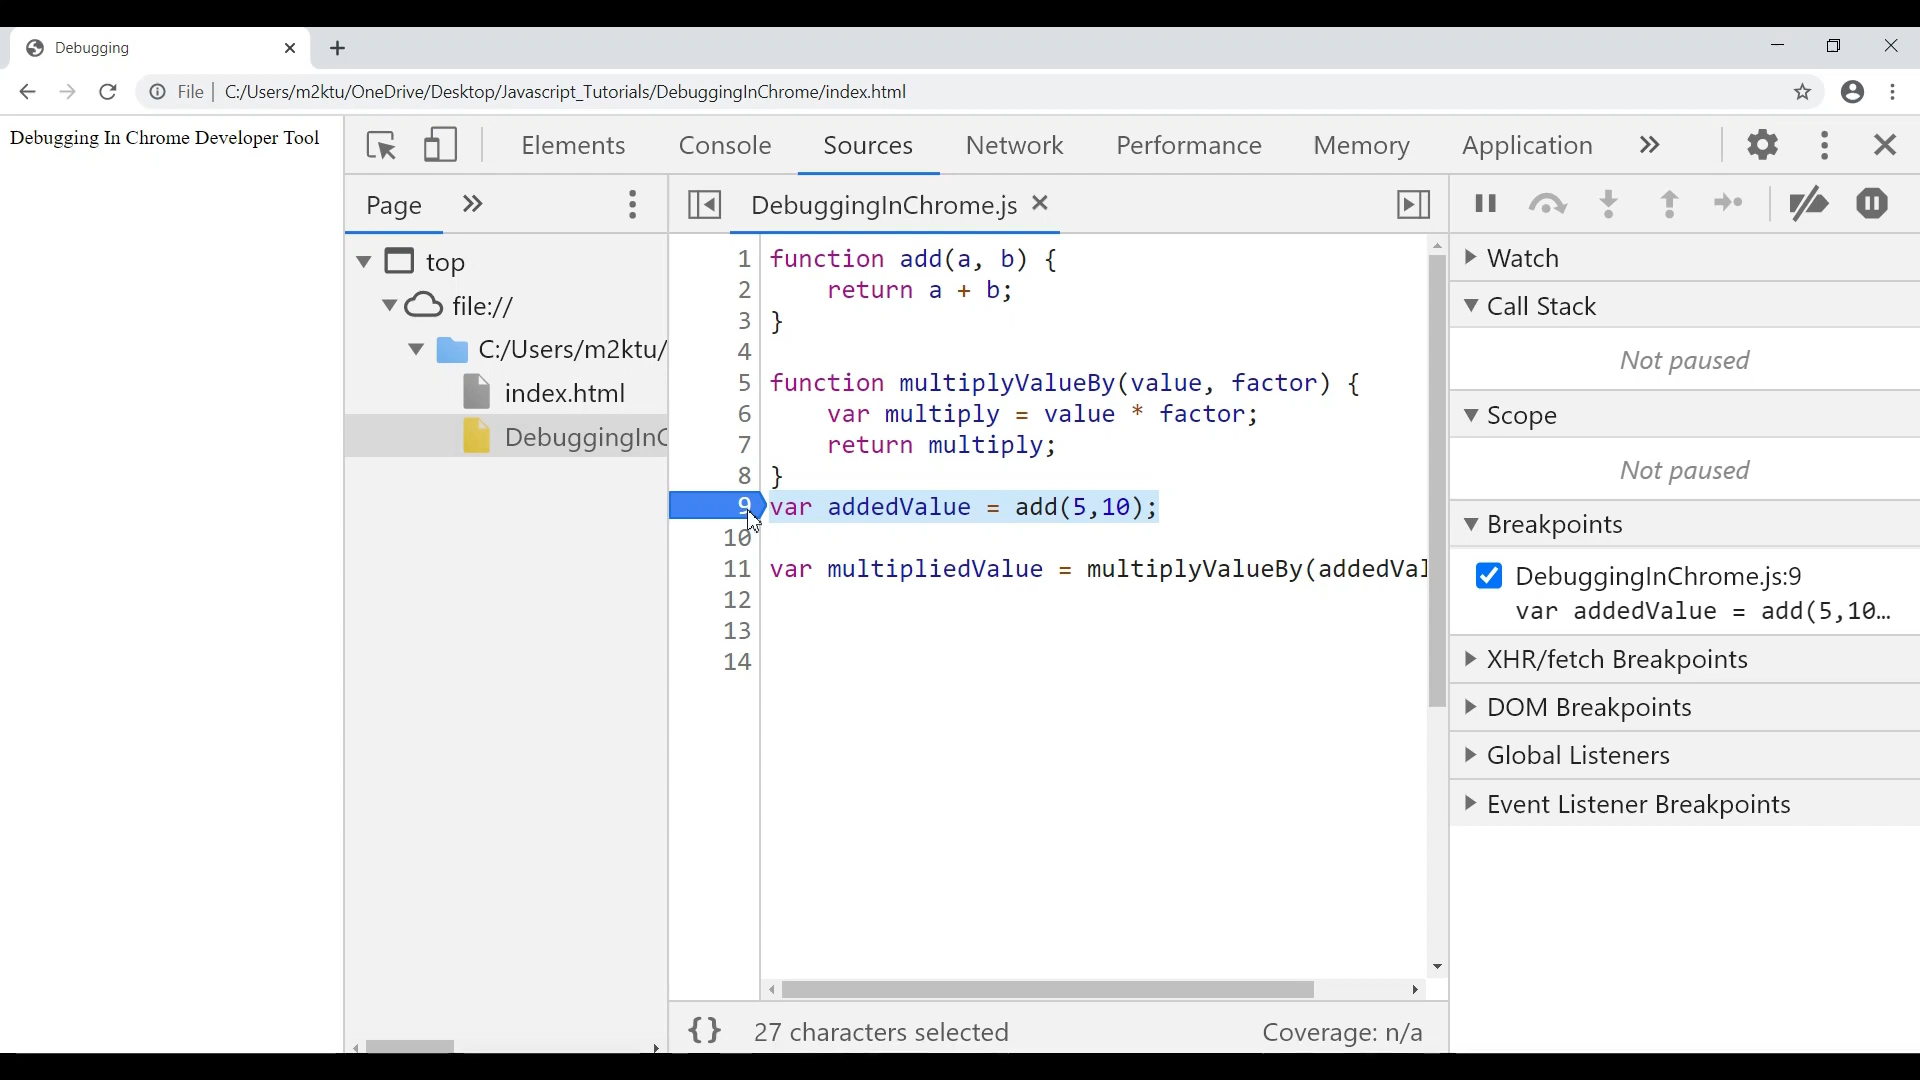 Debugging
File
C:/Users/m2ktu/OneDrive/Desktop/Javascript_Tutorials/DebuggingInChrome/index.html
Debugging In Chrome Developer Tool
Elements
Console
Sources
Network
Performance
Memory
Application
Page
top
file://
C:/Users/m2ktu/
index.html
DebuggingInC
DebuggingInChrome.js
1 function add(a, b) {
2 return a + b;
3 }
4
5 function multiplyValueBy(value, factor) {
6 var multiply = value * factor;
7 return multiply;
8 }
9 var addedValue = add(5,10);
10
11 var multipliedValue = multiplyValueBy(addedVal
12
13
14
{} 27 characters selected
Coverage: n/a
Watch
Call Stack
Not paused
Scope
Not paused
Breakpoints
DebuggingInChrome.js:9
var addedValue = add(5,10…
XHR/fetch Breakpoints
DOM Breakpoints
Global Listeners
Event Listener Breakpoints